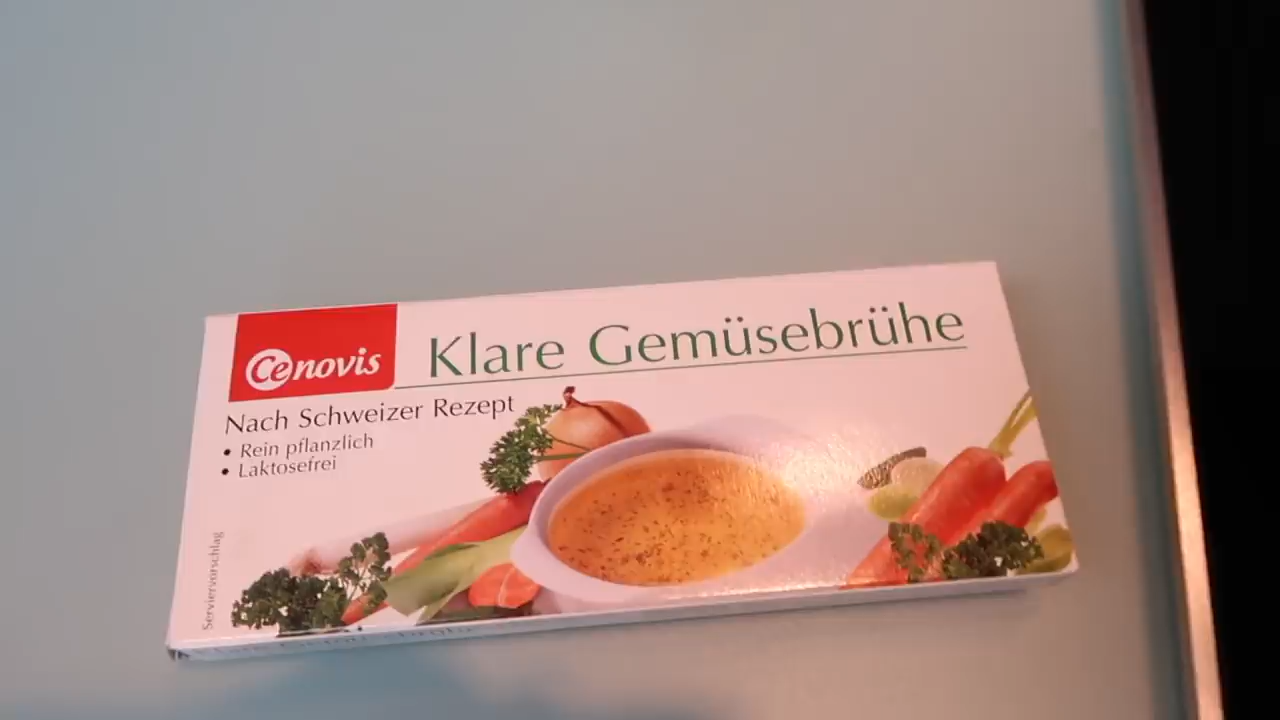 Cenovis
Klare Gemüsebrühe
Nach Schweizer Rezept
• Rein pflanzlich
• Laktosefrei
Serviervorschlag